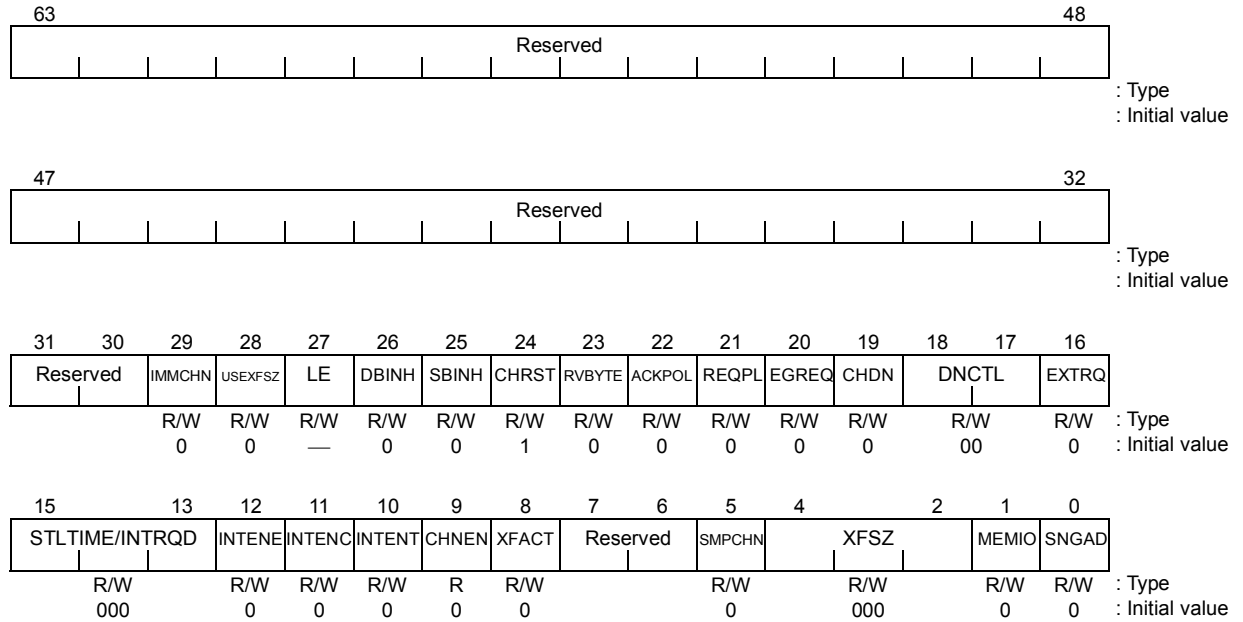 63 48
Reserved
: Type
: Initial value
47 32
Reserved
: Type
: Initial value
31 30 29 28 27 26 25 24 23 22 21 20 19 18 17 16
Reserved IMMCHN USEXFSZ LE DBINH SBINH CHRST RVBYTE ACKPOL REQPL EGREQ CHDN DNCTL EXTRQ
R/W R/W R/W R/W R/W R/W R/W R/W R/W R/W R/W R/W R/W : Type
0 0 — 0 0 1 0 0 0 0 0 00 0 : Initial value
15 13 12 11 10 9 8 7 6 5 4 2 1 0
STLTIME/INTRQD INTENE INTENC INTENT CHNEN XFACT Reserved SMPCHN XFSZ MEMIO SNGAD
R/W R/W R/W R/W R R/W R/W R/W R/W R/W : Type
000 0 0 0 0 0 0 000 0 0 : Initial value